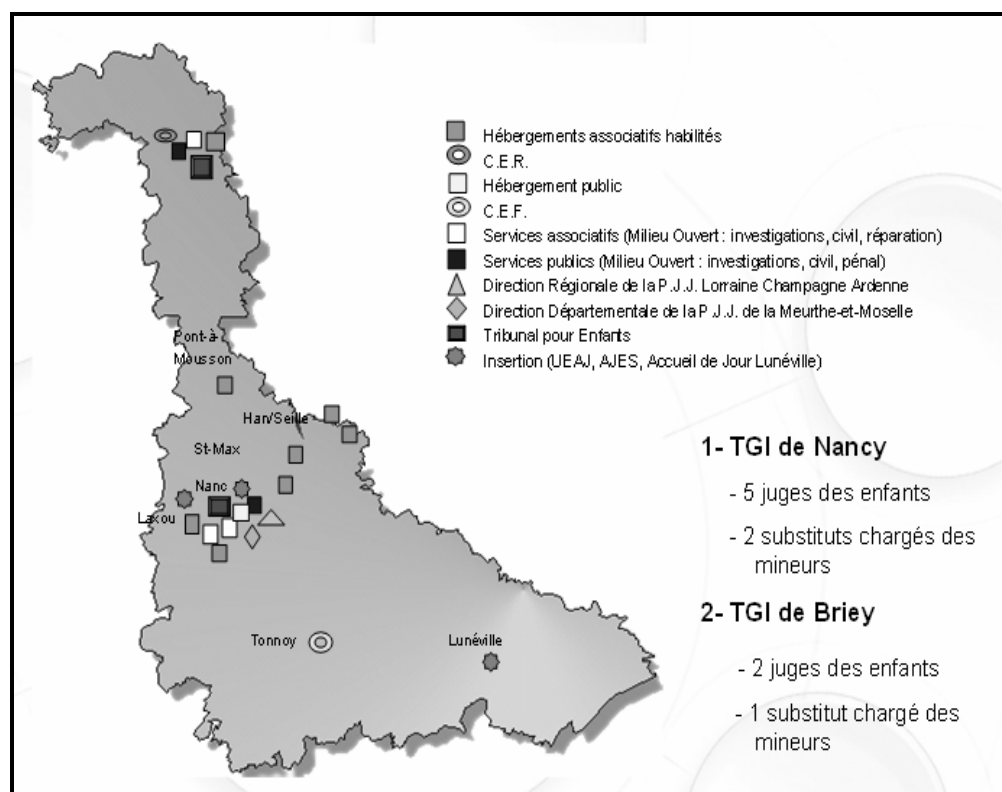 Hébergements associatifs habilités
C.E.R.
Hébergement public
C.E.F.
Services associatifs (Milieu Ouvert : investigations, civil, réparation)
Services publics (Milieu Ouvert : investigations, civil, pénal)
Direction Régionale de la P.J.J. Lorraine Champagne Ardenne
Direction Départementale de la P.J.J. de la Meurthe-et-Moselle
Tribunal pour Enfants
Insertion (UEAJ, AJES, Accueil de Jour Lunéville)
Pont-à-
Mousson
Han/Seille
St-Max
Nanc
Laxou
Tonnoy
Lunéville
1- TGI de Nancy
- 5 juges des enfants
- 2 substituts chargés des
mineurs
2- TGI de Briey
- 2 juges des enfants
- 1 substitut chargé des
mineurs